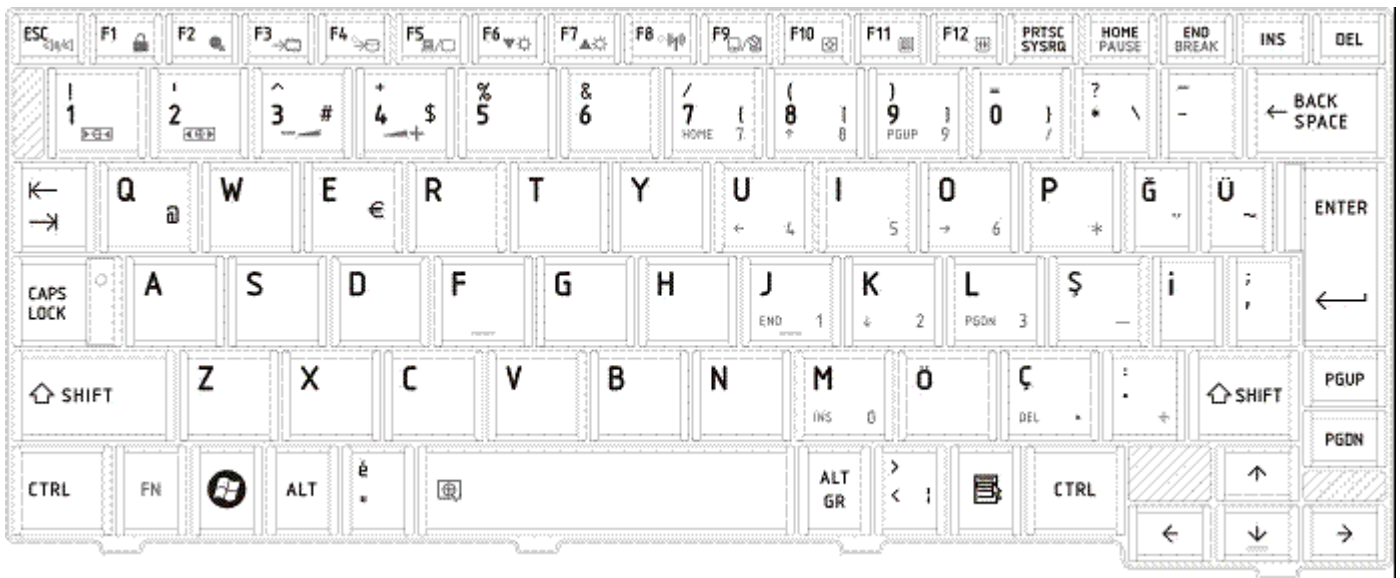 ESC F1 F2 F3 F4 F5 F6 F7 F8 F9 F10 F11 F12 PRTSC SYSRQ HOME PAUSE END BREAK INS DEL
! ' ^ + % & / ( ) = ? ~
1 2 3 # 4 $ 5 6 7 { 8 [ 9 ] 0 } * \ - ← BACK SPACE
HOME 7 ↑ 8 PGUP 9 /
Q @ W E € R T Y U I O P Ğ ¨ Ü ~ ENTER
← 4 5 → 6 *
CAPS LOCK A S D F G H J K L Ş İ ; ,
END 1 ↓ 2 PGDN 3 —
SHIFT Z X C V B N M Ö Ç : . SHIFT PGUP
INS 0 DEL . ÷
PGDN
CTRL FN ALT é ALT GR > < ¦ CTRL ↑
← ↓ →